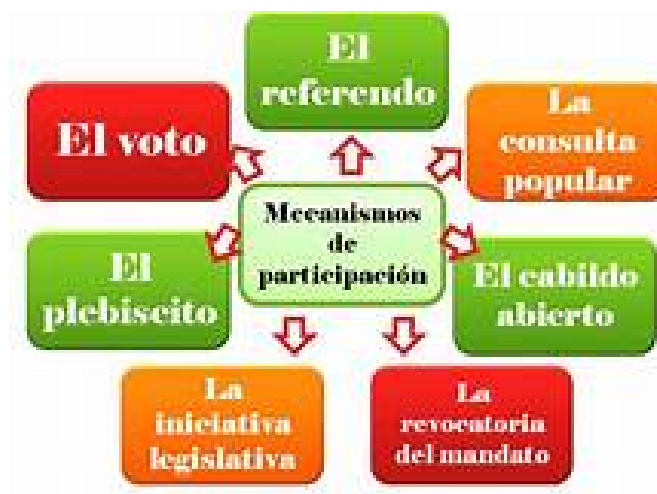 El
referendo
El voto
La
consulta
popular
Mecanismos
de
participación
El
plebiscito
El cabildo
abierto
La
iniciativa
legislativa
La
revocatoria
del mandato